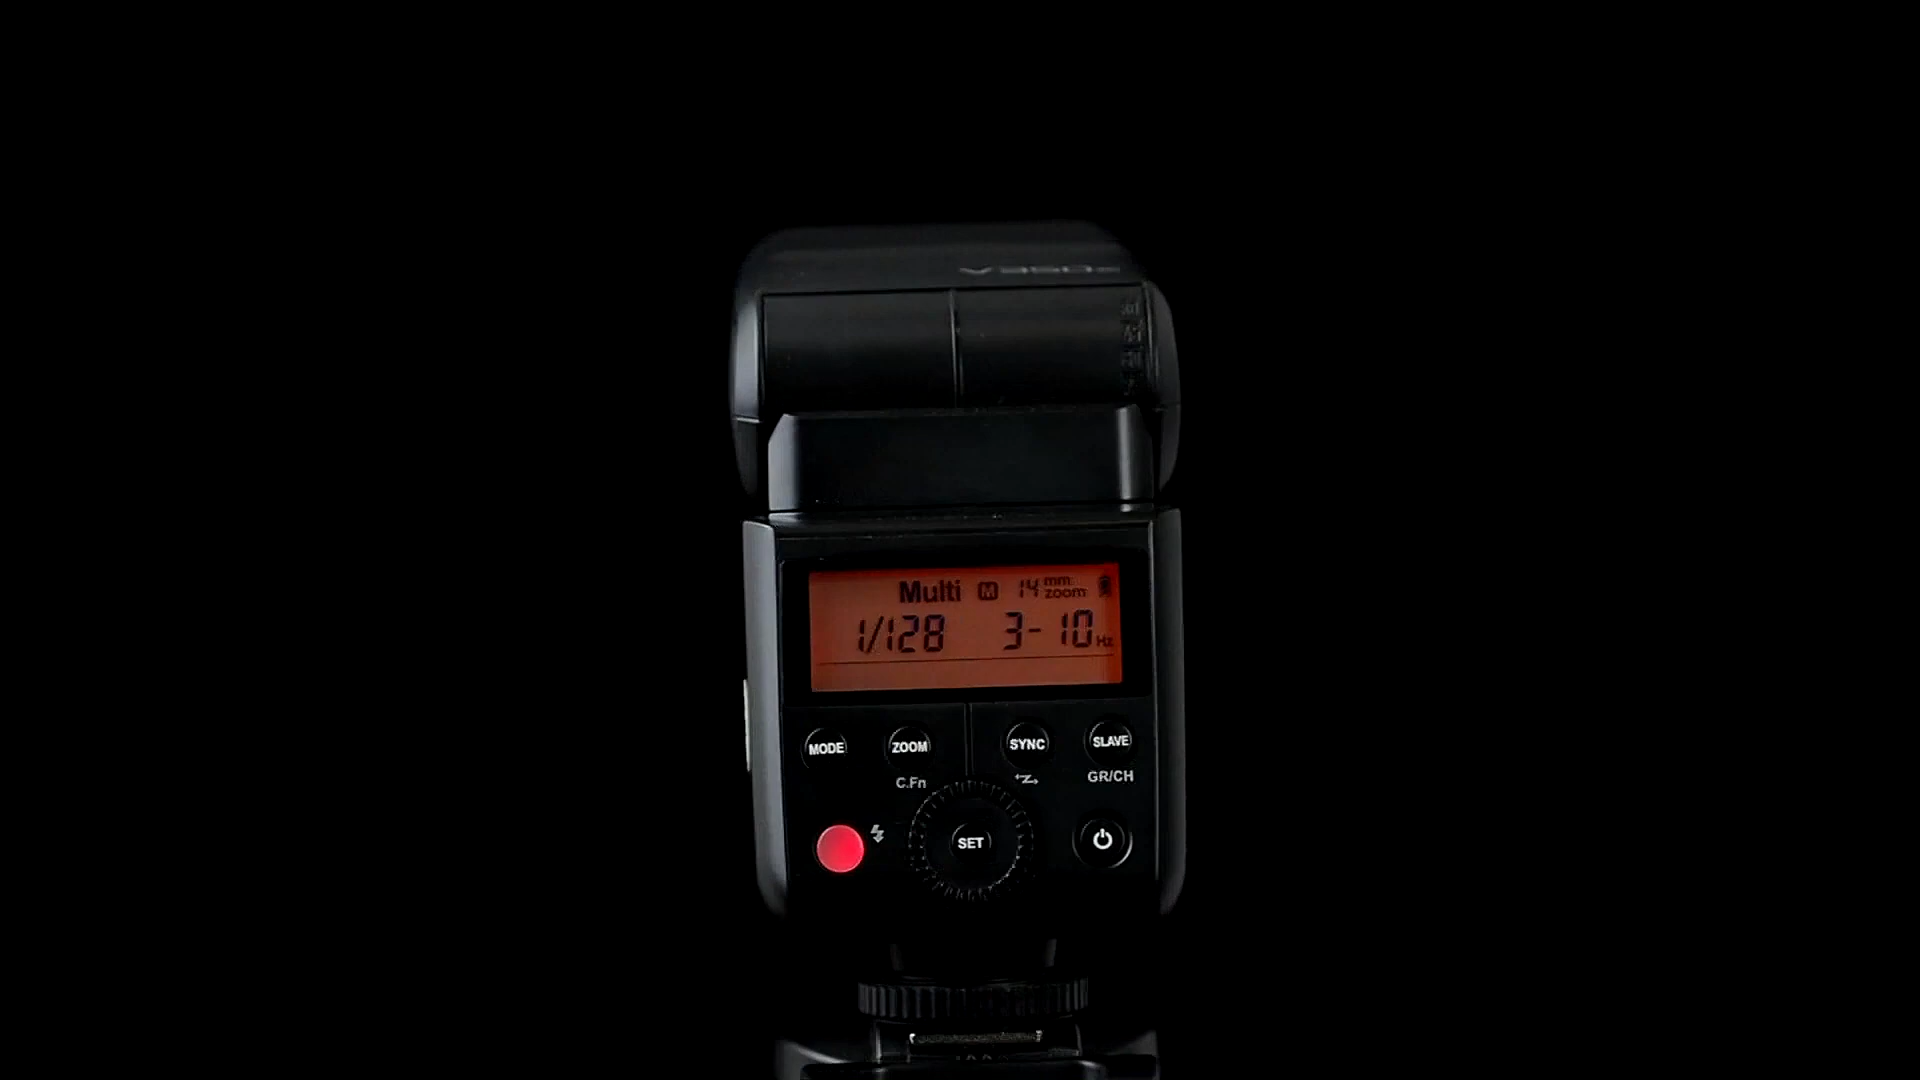 Multi M 14 mm zoom
1/128 3-10 Hz
MODE ZOOM SYNC SLAVE
C.Fn GR/CH
SET